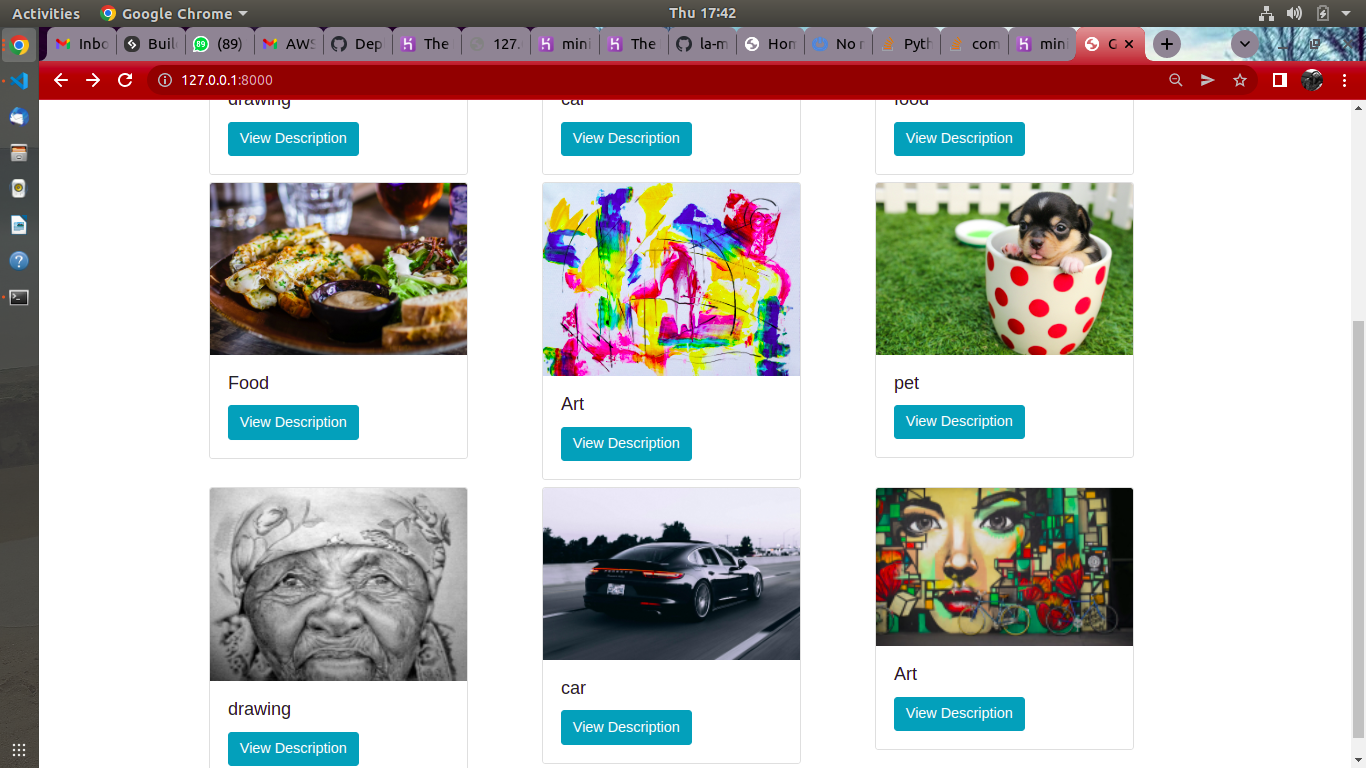 Activities Google Chrome Thu 17:42
Inbo Buil (89) AWS Dep The 127. mini The la-m Hon No r Pyth com mini G
127.0.0.1:8000
drawing car food
View Description View Description View Description
Food Art pet
View Description View Description View Description
drawing car Art
View Description View Description View Description